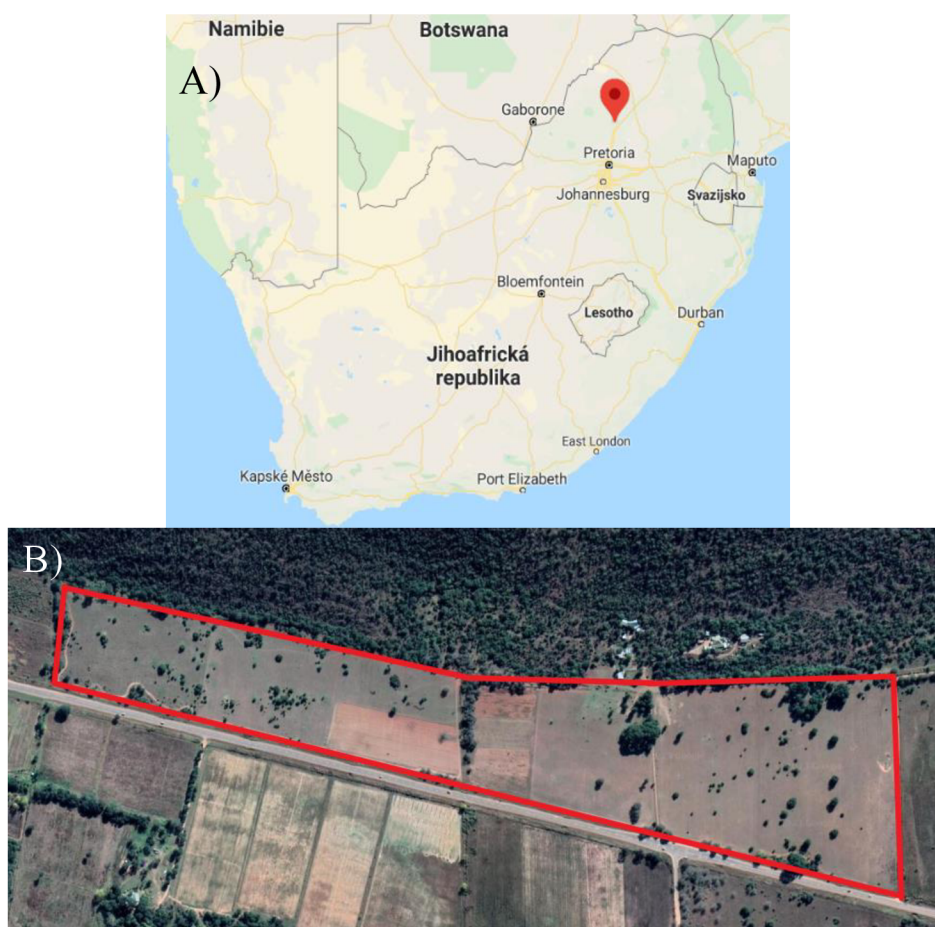 Namibie
Botswana
A)
Gaborone
Pretoria
Maputo
Johannesburg
Svazijsko
Bloemfontein
Lesotho
Durban
Jihoafrická
republika
East London
Kapské Město
Port Elizabeth
B)